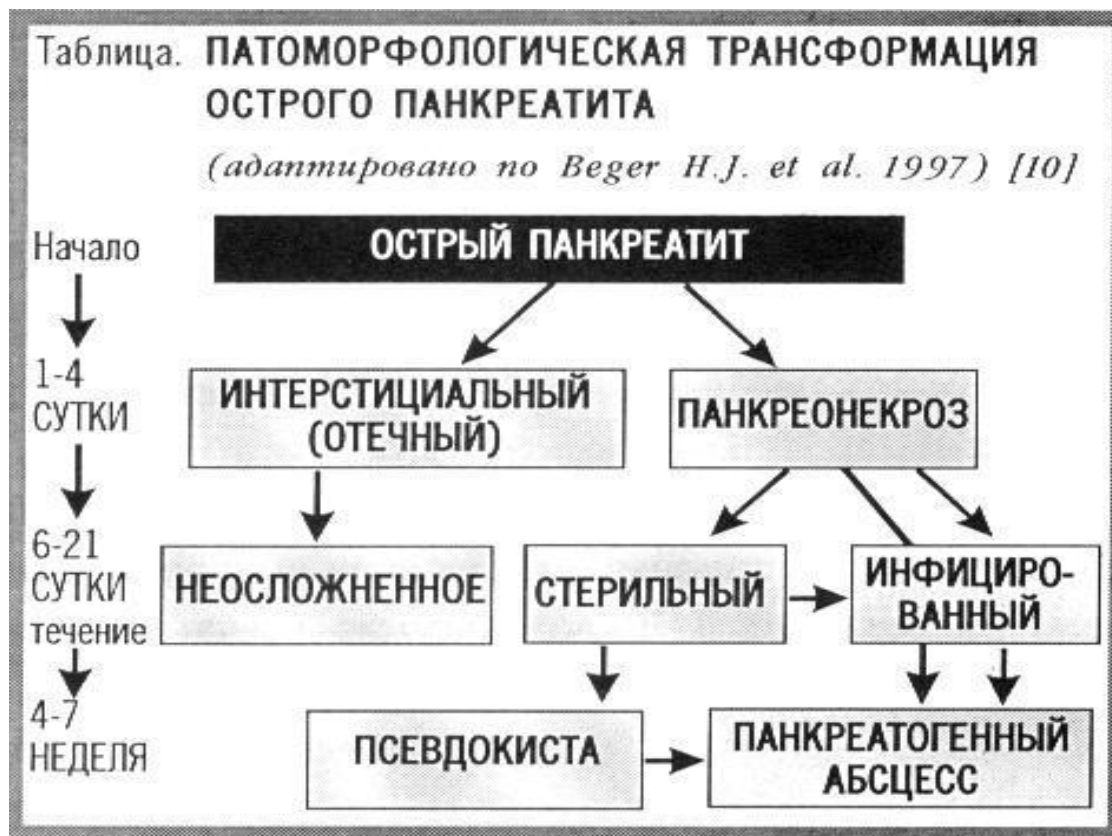 Таблица. ПАТОМОРФОЛОГИЧЕСКАЯ ТРАНСФОРМАЦИЯ
ОСТРОГО ПАНКРЕАТИТА
(адаптировано по Beger H.J. et al. 1997) [10]
Начало
ОСТРЫЙ ПАНКРЕАТИТ
1-4
СУТКИ
ИНТЕРСТИЦИАЛЬНЫЙ
(ОТЕЧНЫЙ)
ПАНКРЕОНЕКРОЗ
6-21
СУТКИ
течение
НЕОСЛОЖНЕННОЕ
СТЕРИЛЬНЫЙ
ИНФИЦИРО-
ВАННЫЙ
4-7
НЕДЕЛЯ
ПСЕВДОКИСТА
ПАНКРЕАТОГЕННЫЙ
АБСЦЕСС